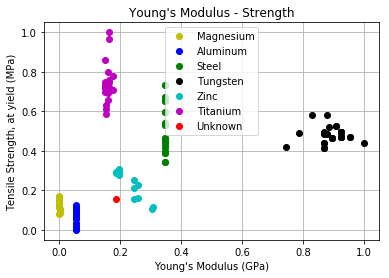 Young's Modulus - Strength
Magnesium
Aluminum
Steel
Tungsten
Zinc
Titanium
Unknown
Tensile Strength, at yield (MPa)
1.0
0.8
0.6
0.4
0.2
0.0
0.0 0.2 0.4 0.6 0.8 1.0
Young's Modulus (GPa)